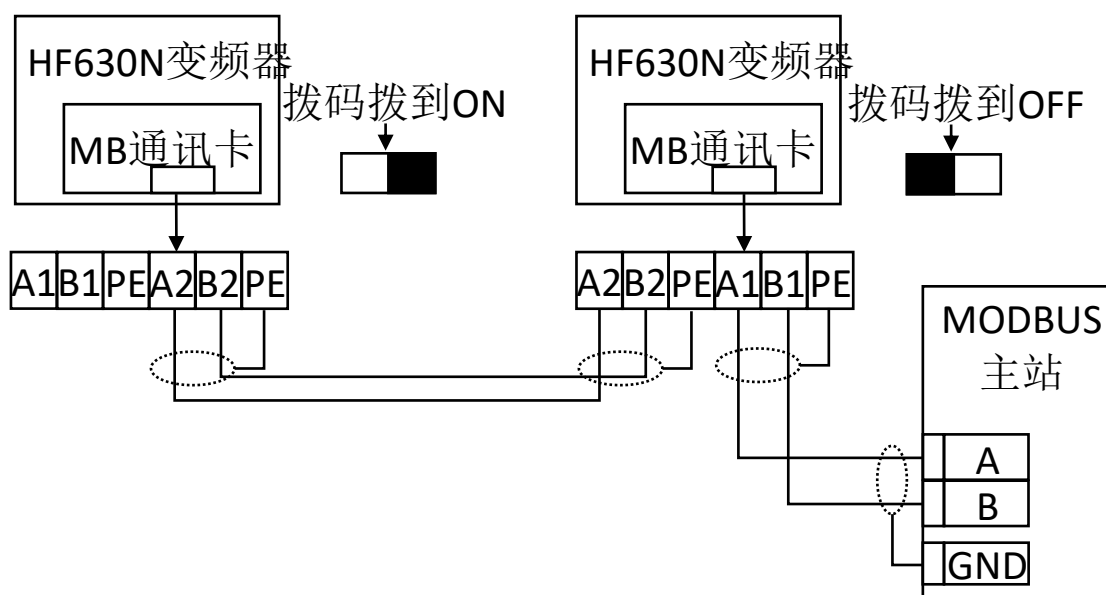 HF630N变频器
MB通讯卡
拨码拨到ON
HF630N变频器
MB通讯卡
拨码拨到OFF
A1 B1 PE A2 B2 PE
A2 B2 PE A1 B1 PE
MODBUS
主站
A
B
GND